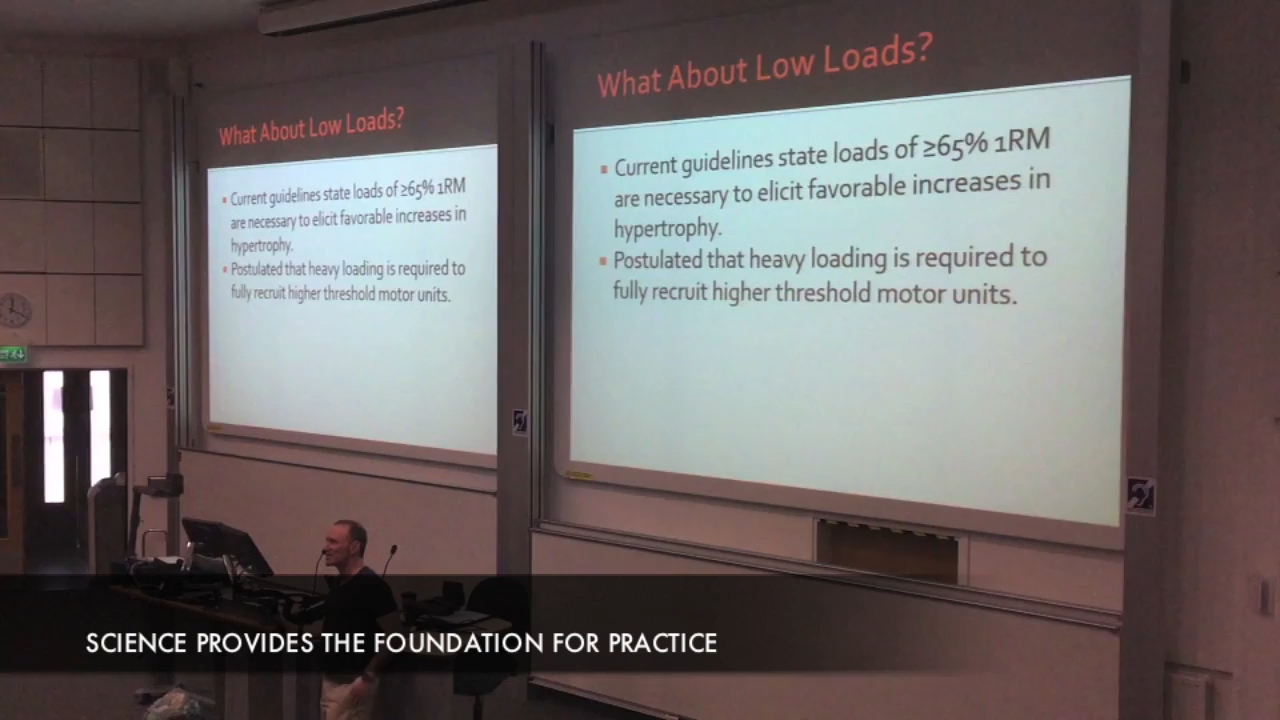 What About Low Loads?
▪ Current guidelines state loads of ≥65% 1RM
are necessary to elicit favorable increases in
hypertrophy.
▪ Postulated that heavy loading is required to
fully recruit higher threshold motor units.
What About Low Loads?
▪ Current guidelines state loads of ≥65% 1RM
are necessary to elicit favorable increases in
hypertrophy.
▪ Postulated that heavy loading is required to
fully recruit higher threshold motor units.
SCIENCE PROVIDES THE FOUNDATION FOR PRACTICE